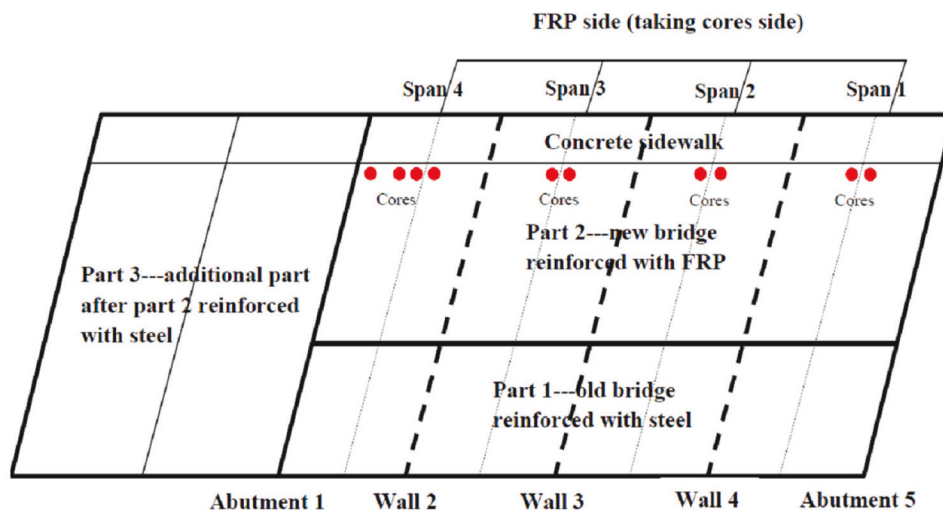 FRP side (taking cores side)
Span 4
Span 3
Span 2
Span 1
Concrete sidewalk
Cores
Cores
Cores
Cores
Part 2---new bridge
reinforced with FRP
Part 3---additional part
after part 2 reinforced
with steel
Part 1---old bridge
reinforced with steel
Abutment 1
Wall 2
Wall 3
Wall 4
Abutment 5